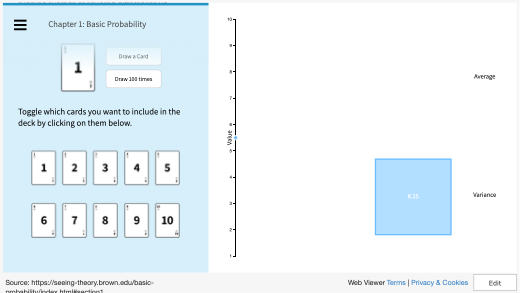 Chapter 1: Basic Probability
1
Draw a Card
Draw 100 times
Toggle which cards you want to include in the
deck by clicking on them below.
1 2 3 4 5
6 7 8 9 10
Value
10
9
8
7
6
5
4
3
2
1
Average
8.25
Variance
Source: https://seeing-theory.brown.edu/basic-
probability/index.html#section1
Web Viewer Terms | Privacy & Cookies
Edit